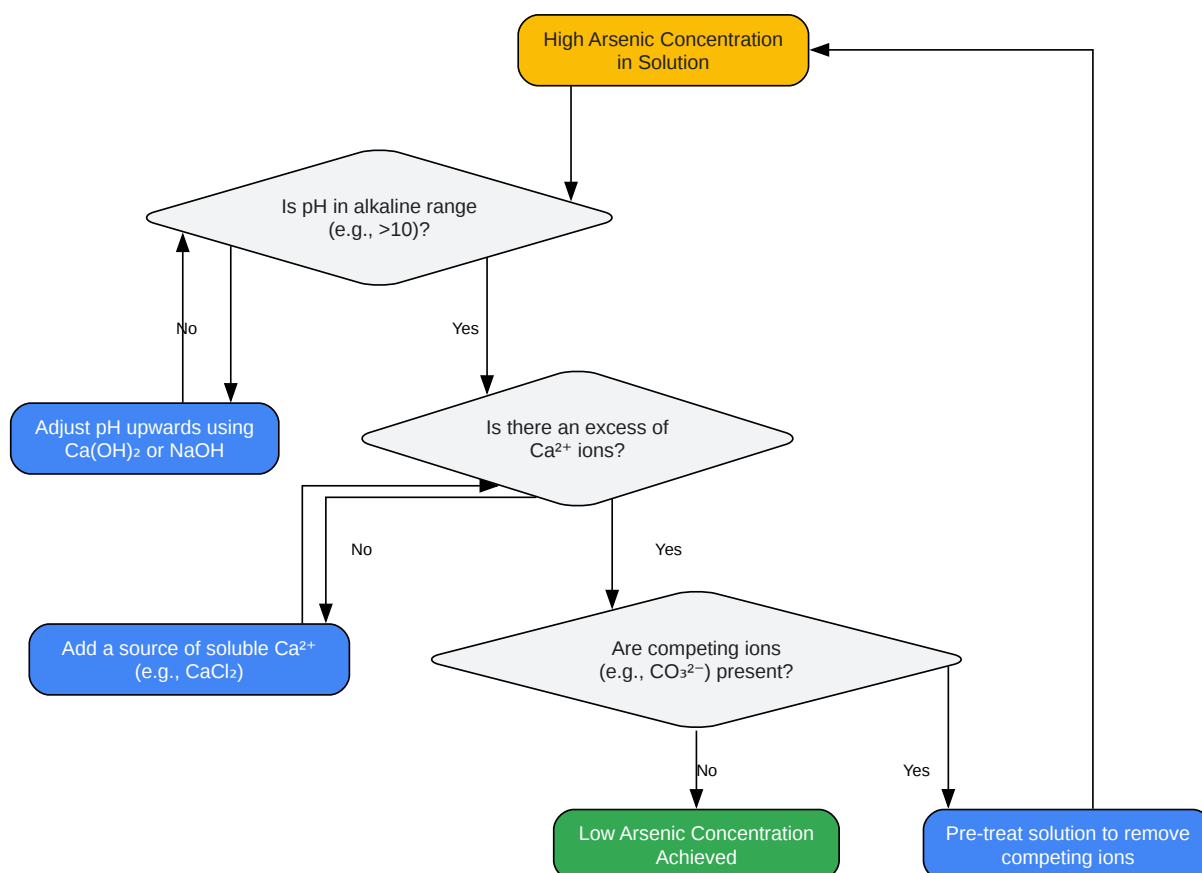 High Arsenic Concentration
in Solution
Is pH in alkaline range
(e.g., >10)?
No
Yes
Adjust pH upwards using
Ca(OH)₂ or NaOH
Is there an excess of
Ca²⁺ ions?
No
Yes
Add a source of soluble Ca²⁺
(e.g., CaCl₂)
Are competing ions
(e.g., CO₃²⁻) present?
No
Yes
Low Arsenic Concentration
Achieved
Pre-treat solution to remove
competing ions